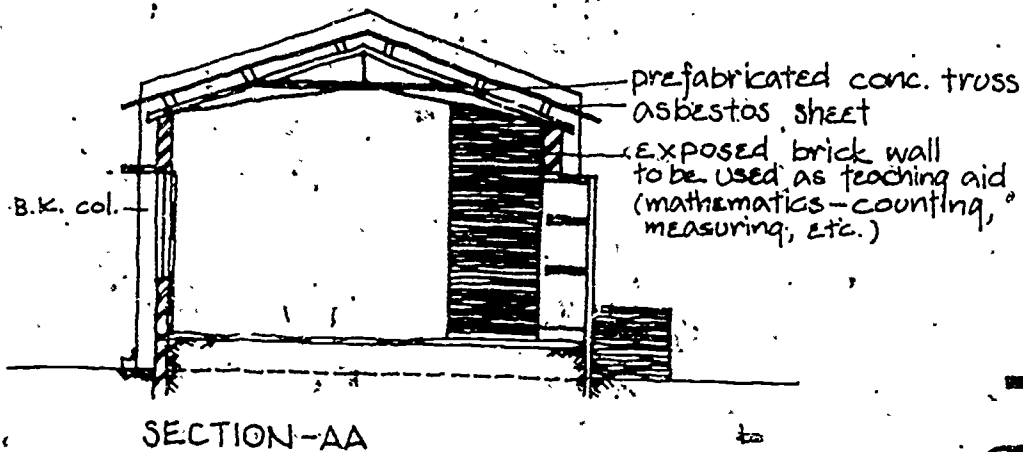 prefabricated conc. truss
asbestos sheet
exposed brick wall
to be used as teaching aid
(mathematics-counting,
measuring, etc.)
B.K. col.
SECTION-AA